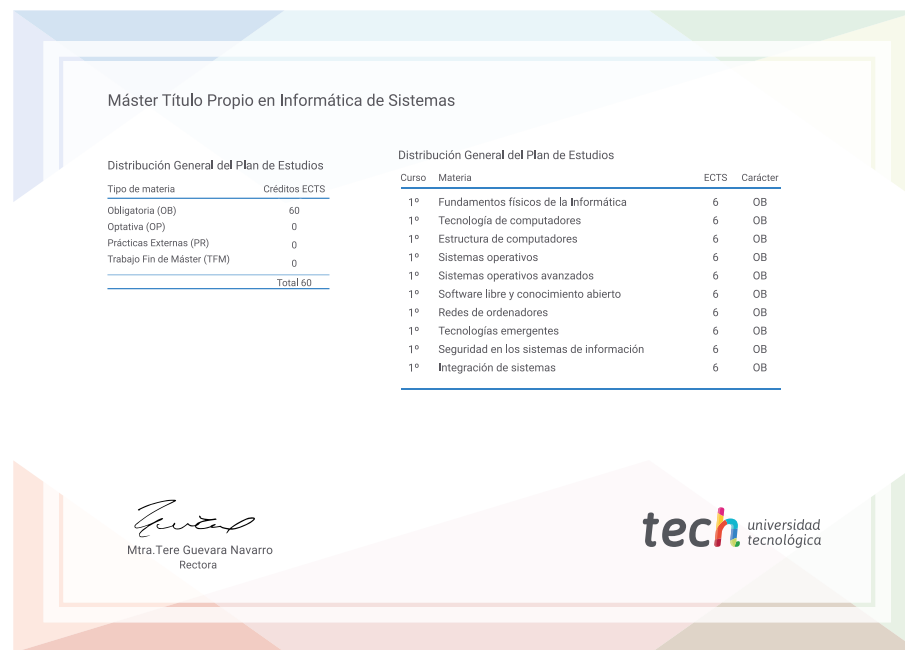 Máster Título Propio en Informática de Sistemas
Distribución General del Plan de Estudios
Tipo de materia Créditos ECTS
Obligatoria (OB) 60
Optativa (OP) 0
Prácticas Externas (PR) 0
Trabajo Fin de Máster (TFM) 0
Total 60
Distribución General del Plan de Estudios
Curso Materia ECTS Carácter
1º Fundamentos físicos de la Informática 6 OB
1º Tecnología de computadores 6 OB
1º Estructura de computadores 6 OB
1º Sistemas operativos 6 OB
1º Sistemas operativos avanzados 6 OB
1º Software libre y conocimiento abierto 6 OB
1º Redes de ordenadores 6 OB
1º Tecnologías emergentes 6 OB
1º Seguridad en los sistemas de información 6 OB
1º Integración de sistemas 6 OB
Mtra.Tere Guevara Navarro
Rectora
tech universidad
tecnológica